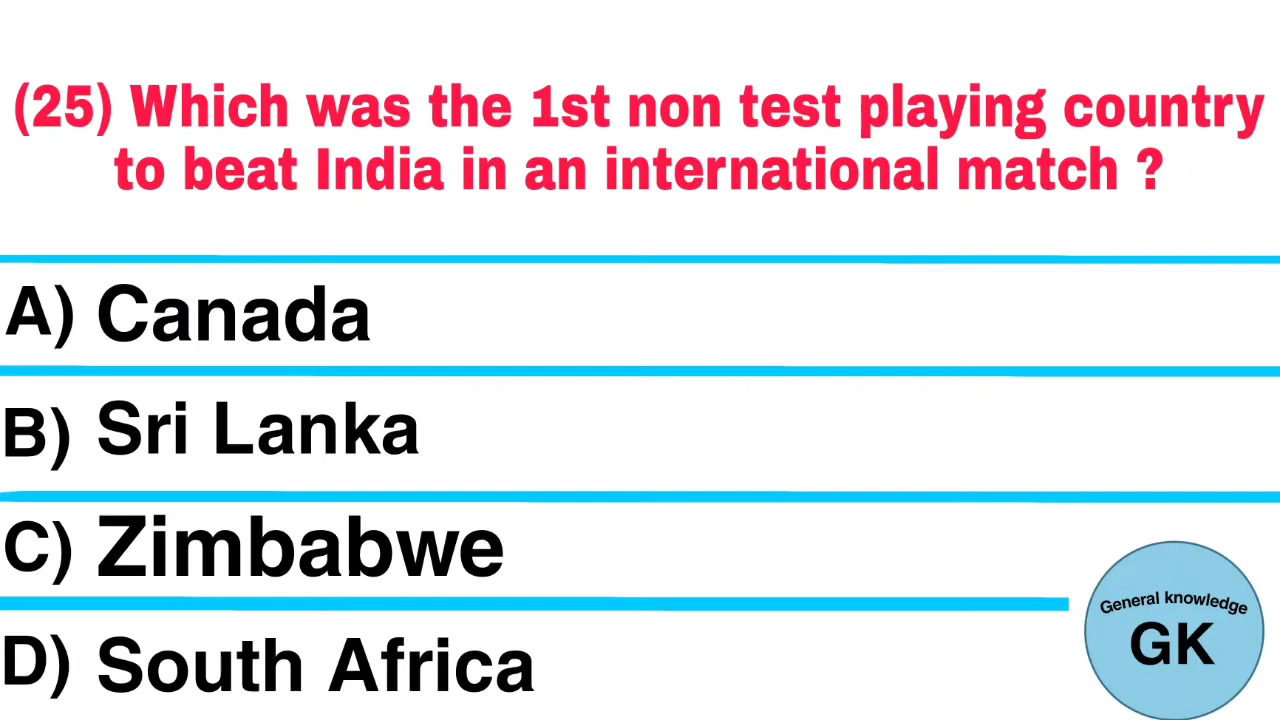 (25) Which was the 1st non test playing country
to beat India in an international match ?
A) Canada
B) Sri Lanka
C) Zimbabwe
D) South Africa
General knowledge
GK